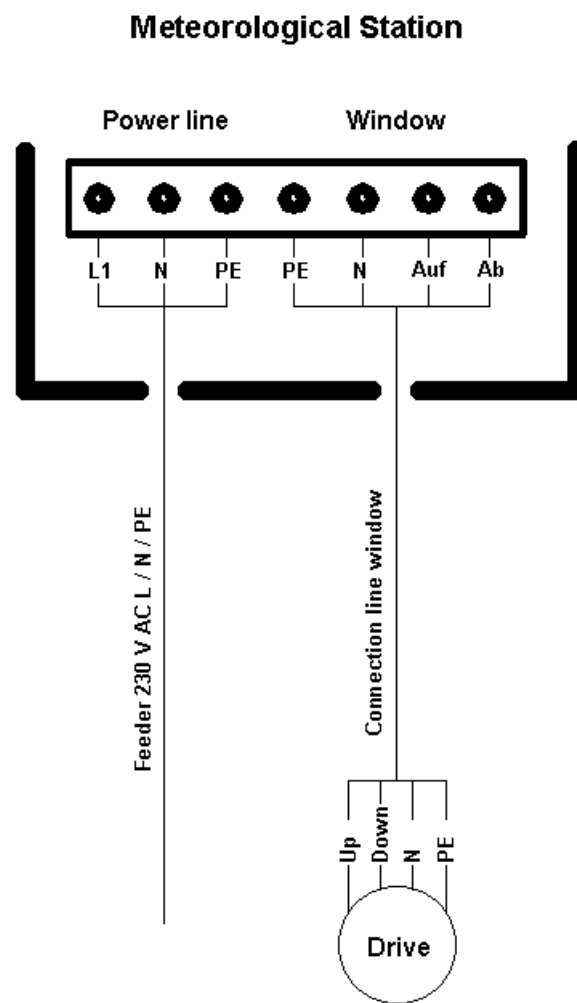 Meteorological Station
Power line
Window
L1
N
PE
PE
N
Auf
Ab
Feeder 230 V AC L / N / PE
Connection line window
Up
Down
N
PE
Drive